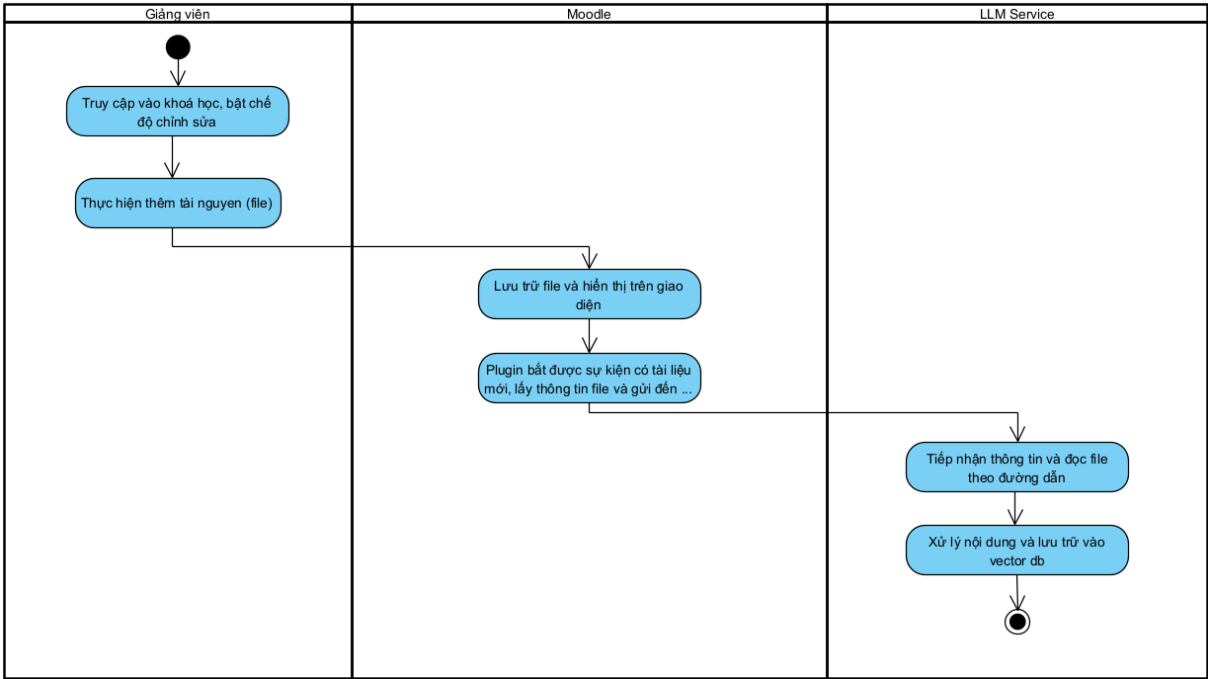 Giảng viên
Moodle
LLM Service
Truy cập vào khoá học, bật chế
độ chỉnh sửa
Thực hiện thêm tài nguyen (file)
Lưu trữ file và hiển thị trên giao
diện
Plugin bắt được sự kiện có tài liệu
mới, lấy thông tin file và gửi đến ...
Tiếp nhận thông tin và đọc file
theo đường dẫn
Xử lý nội dung và lưu trữ vào
vector db